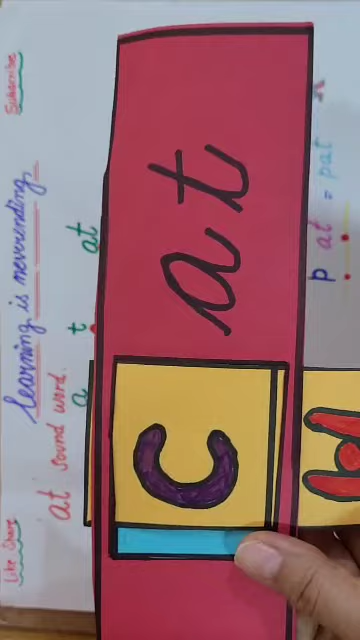 Like Share Subscribe
learning is neverending
at sound word.
a t at
c at
p at = pat